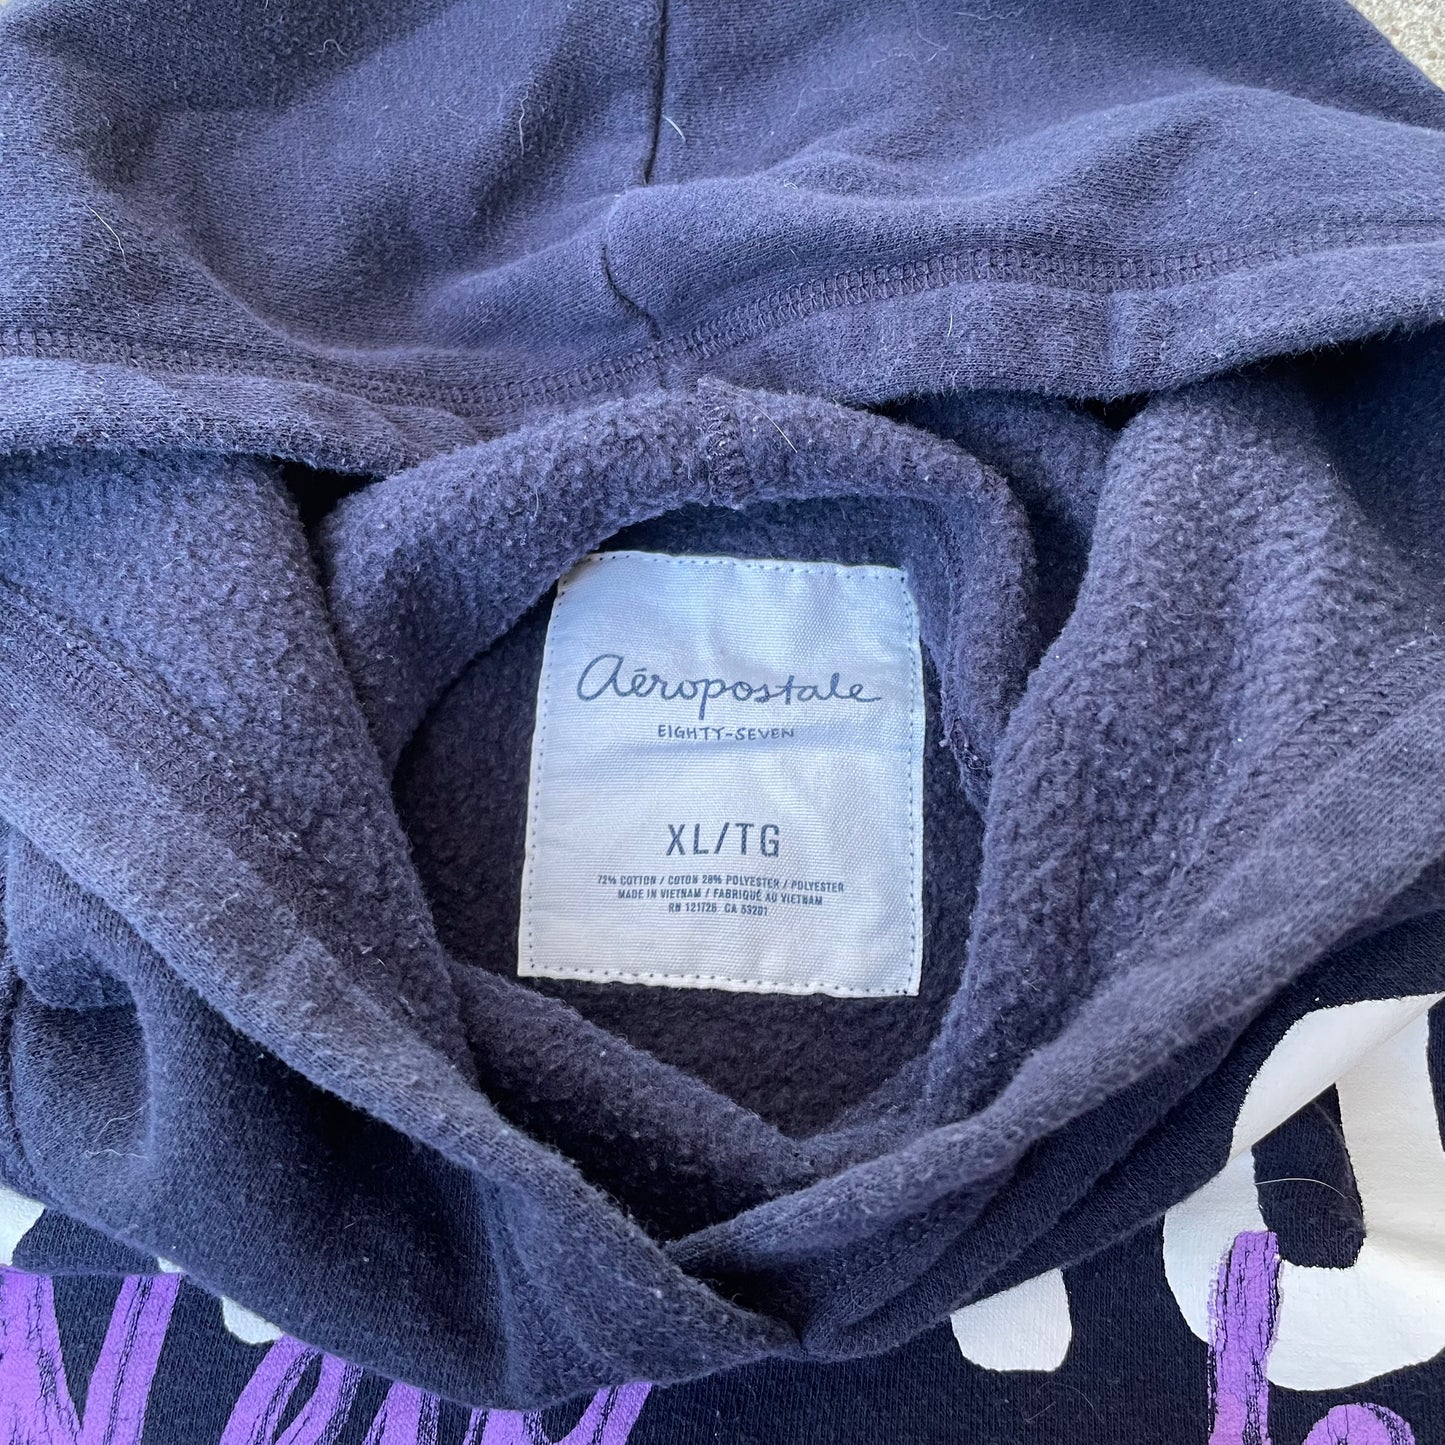 aéropostale
EIGHTY-SEVEN
XL/TG
72% COTTON / COTON 28% POLYESTER / POLYESTER
MADE IN VIETNAM / FABRIQUÉ AU VIETNAM
RN 121726 CA 53201